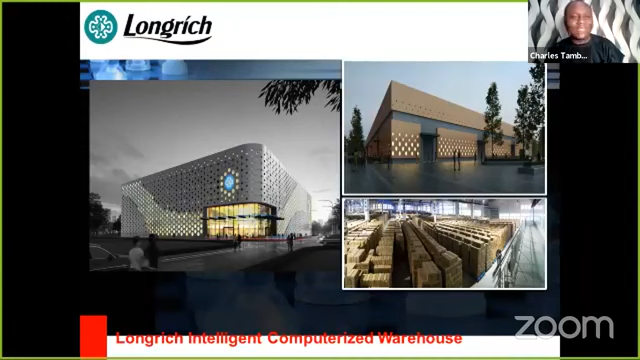 Longrich
Charles Tamb...
Longrich Intelligent Computerized Warehouse
zoom